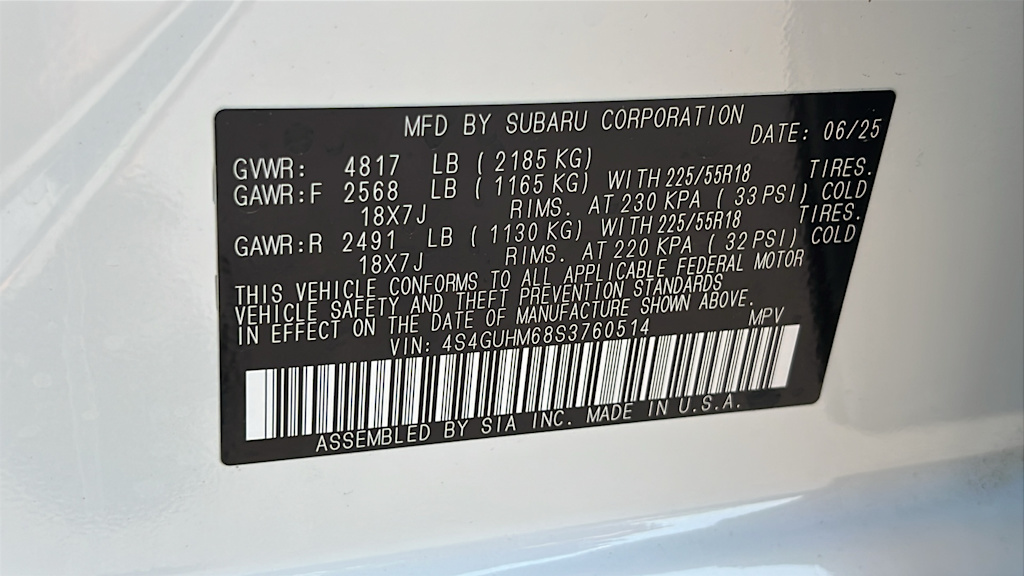 MFD BY SUBARU CORPORATION DATE: 06/25
GVWR: 4817 LB ( 2185 KG)
GAWR:F 2568 LB ( 1165 KG) WITH 225/55R18 TIRES.
18X7J RIMS. AT 230 KPA ( 33 PSI) COLD
GAWR:R 2491 LB ( 1130 KG) WITH 225/55R18 TIRES.
18X7J RIMS. AT 220 KPA ( 32 PSI) COLD
THIS VEHICLE CONFORMS TO ALL APPLICABLE FEDERAL MOTOR
VEHICLE SAFETY AND THEFT PREVENTION STANDARDS
IN EFFECT ON THE DATE OF MANUFACTURE SHOWN ABOVE.
VIN: 4S4GUHM68S3760514 MPV
ASSEMBLED BY SIA INC. MADE IN U.S.A.